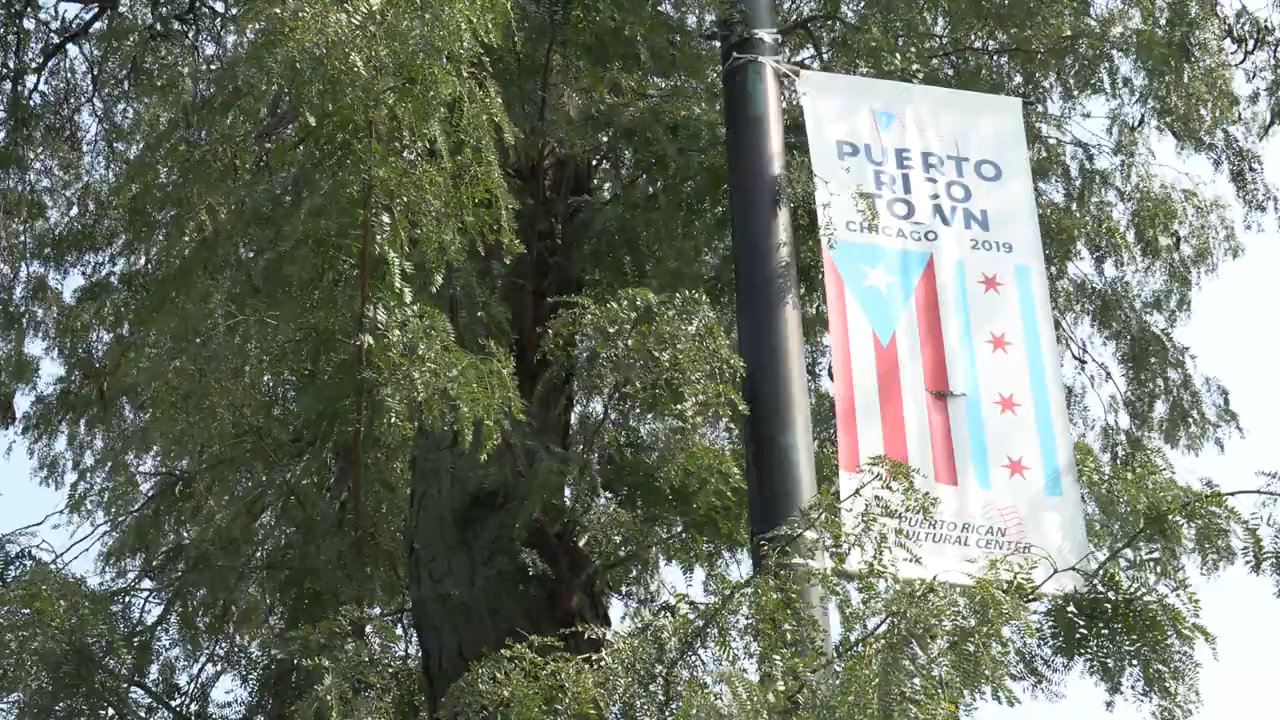 PUERTO
RICO
TOWN
CHICAGO 2019
PUERTO RICAN
CULTURAL CENTER